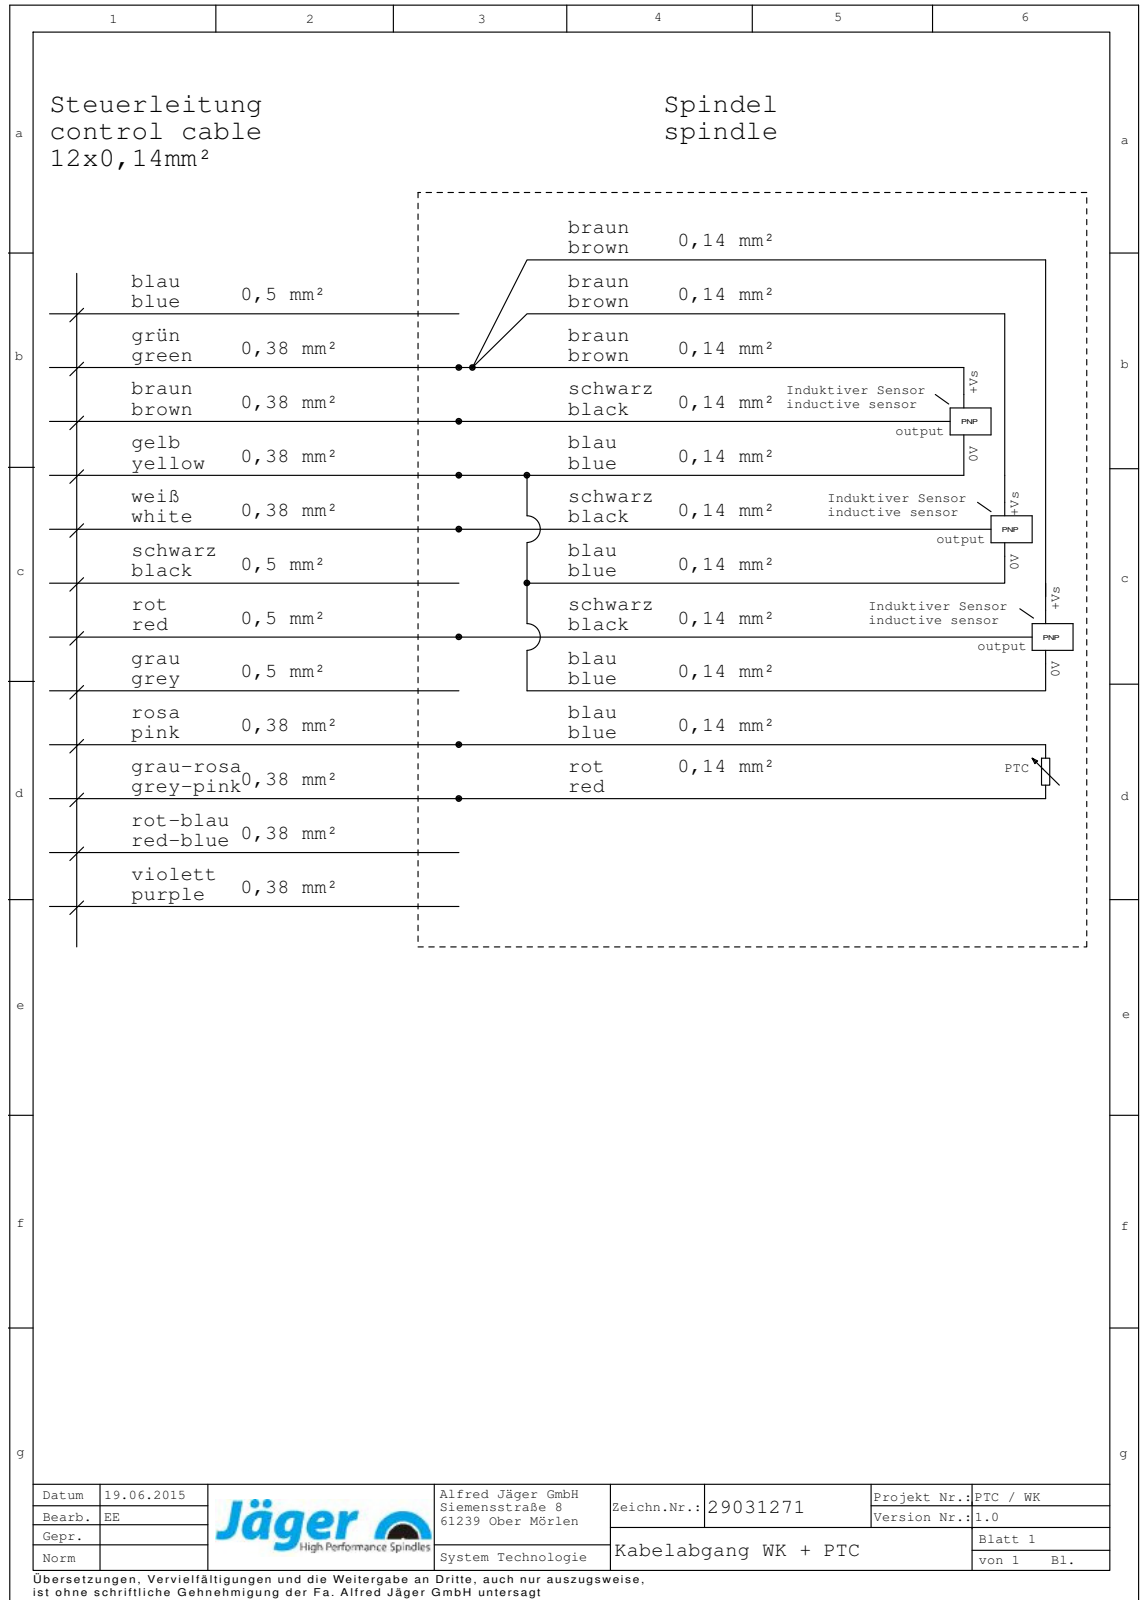 1 2 3 4 5 6
Steuerleitung
control cable
12x0,14mm²
Spindel
spindle
a a
braun
brown 0,14 mm²
blau
blue 0,5 mm²
braun
brown 0,14 mm²
grün
green 0,38 mm²
braun
brown 0,14 mm²
b b
braun
brown 0,38 mm²
schwarz
black 0,14 mm²
Induktiver Sensor
inductive sensor
+Vs
PNP
output
0V
gelb
yellow 0,38 mm²
blau
blue 0,14 mm²
weiß
white 0,38 mm²
schwarz
black 0,14 mm²
Induktiver Sensor
inductive sensor
+Vs
PNP
output
0V
schwarz
black 0,5 mm²
blau
blue 0,14 mm²
c c
rot
red 0,5 mm²
schwarz
black 0,14 mm²
Induktiver Sensor
inductive sensor
+Vs
PNP
output
0V
grau
grey 0,5 mm²
blau
blue 0,14 mm²
rosa
pink 0,38 mm²
blau
blue 0,14 mm²
grau-rosa
grey-pink 0,38 mm²
rot
red 0,14 mm²
PTC
d d
rot-blau
red-blue 0,38 mm²
violett
purple 0,38 mm²
e e
f f
g g
Datum 19.06.2015
Bearb. EE
Gepr.
Norm
Jäger
High Performance Spindles
Alfred Jäger GmbH
Siemensstraße 8
61239 Ober Mörlen
System Technologie
Zeichn.Nr.: 29031271
Kabelabgang WK + PTC
Projekt Nr.: PTC / WK
Version Nr.: 1.0
Blatt 1
von 1 Bl.
Übersetzungen, Vervielfältigungen und die Weitergabe an Dritte, auch nur auszugsweise,
ist ohne schriftliche Gehnehmigung der Fa. Alfred Jäger GmbH untersagt